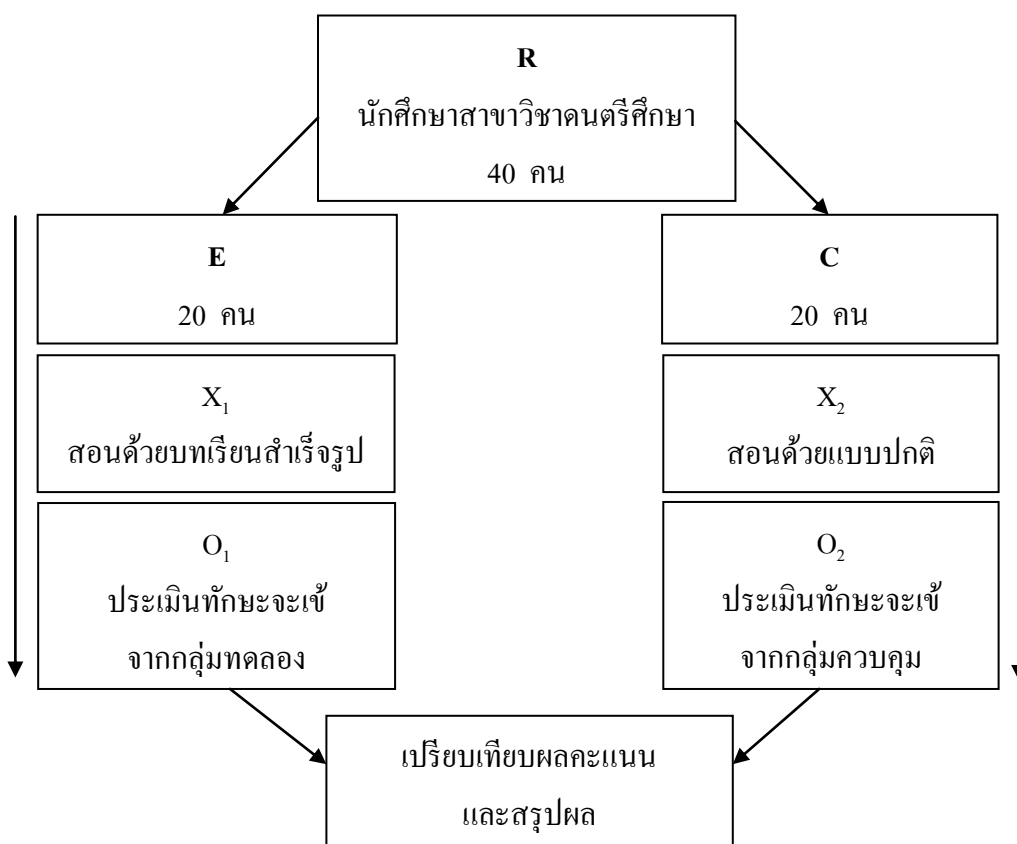 R
นักศึกษาสาขาวิชาดนตรีศึกษา
40 คน
E
20 คน
C
20 คน
X₁
สอนด้วยบทเรียนสำเร็จรูป
X₂
สอนด้วยแบบปกติ
O₁
ประเมินทักษะจะเข้
จากกลุ่มทดลอง
O₂
ประเมินทักษะจะเข้
จากกลุ่มควบคุม
เปรียบเทียบผลคะแนน
และสรุปผล